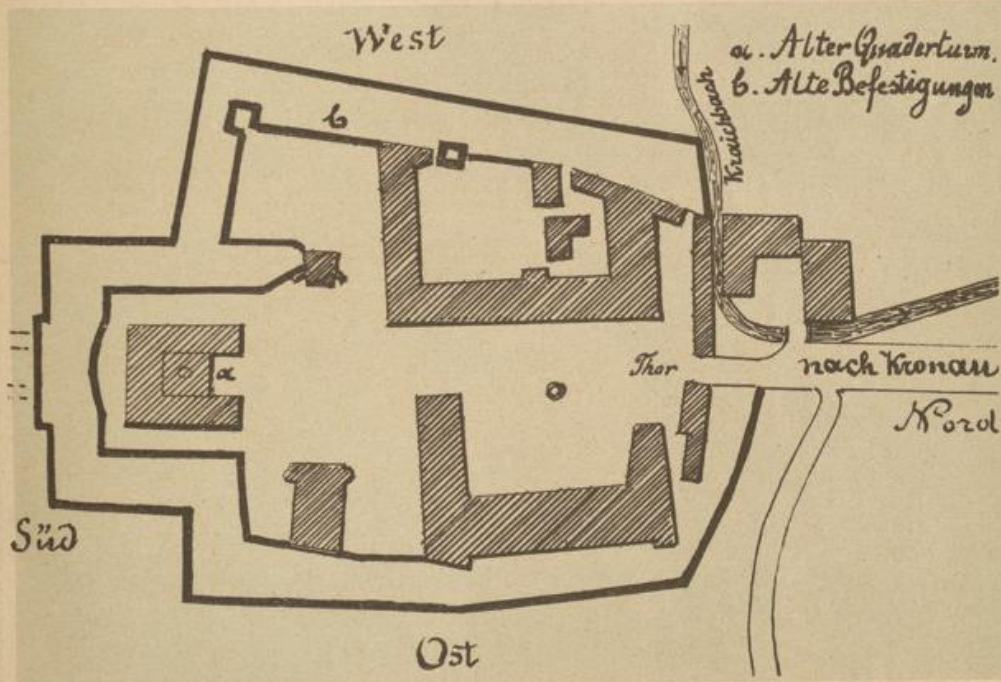 West
a. Alter Quaderturm.
b. Alte Befestigungen
Kraichbach
b
a
Thor
nach Kronau
Nord
Süd
Ost